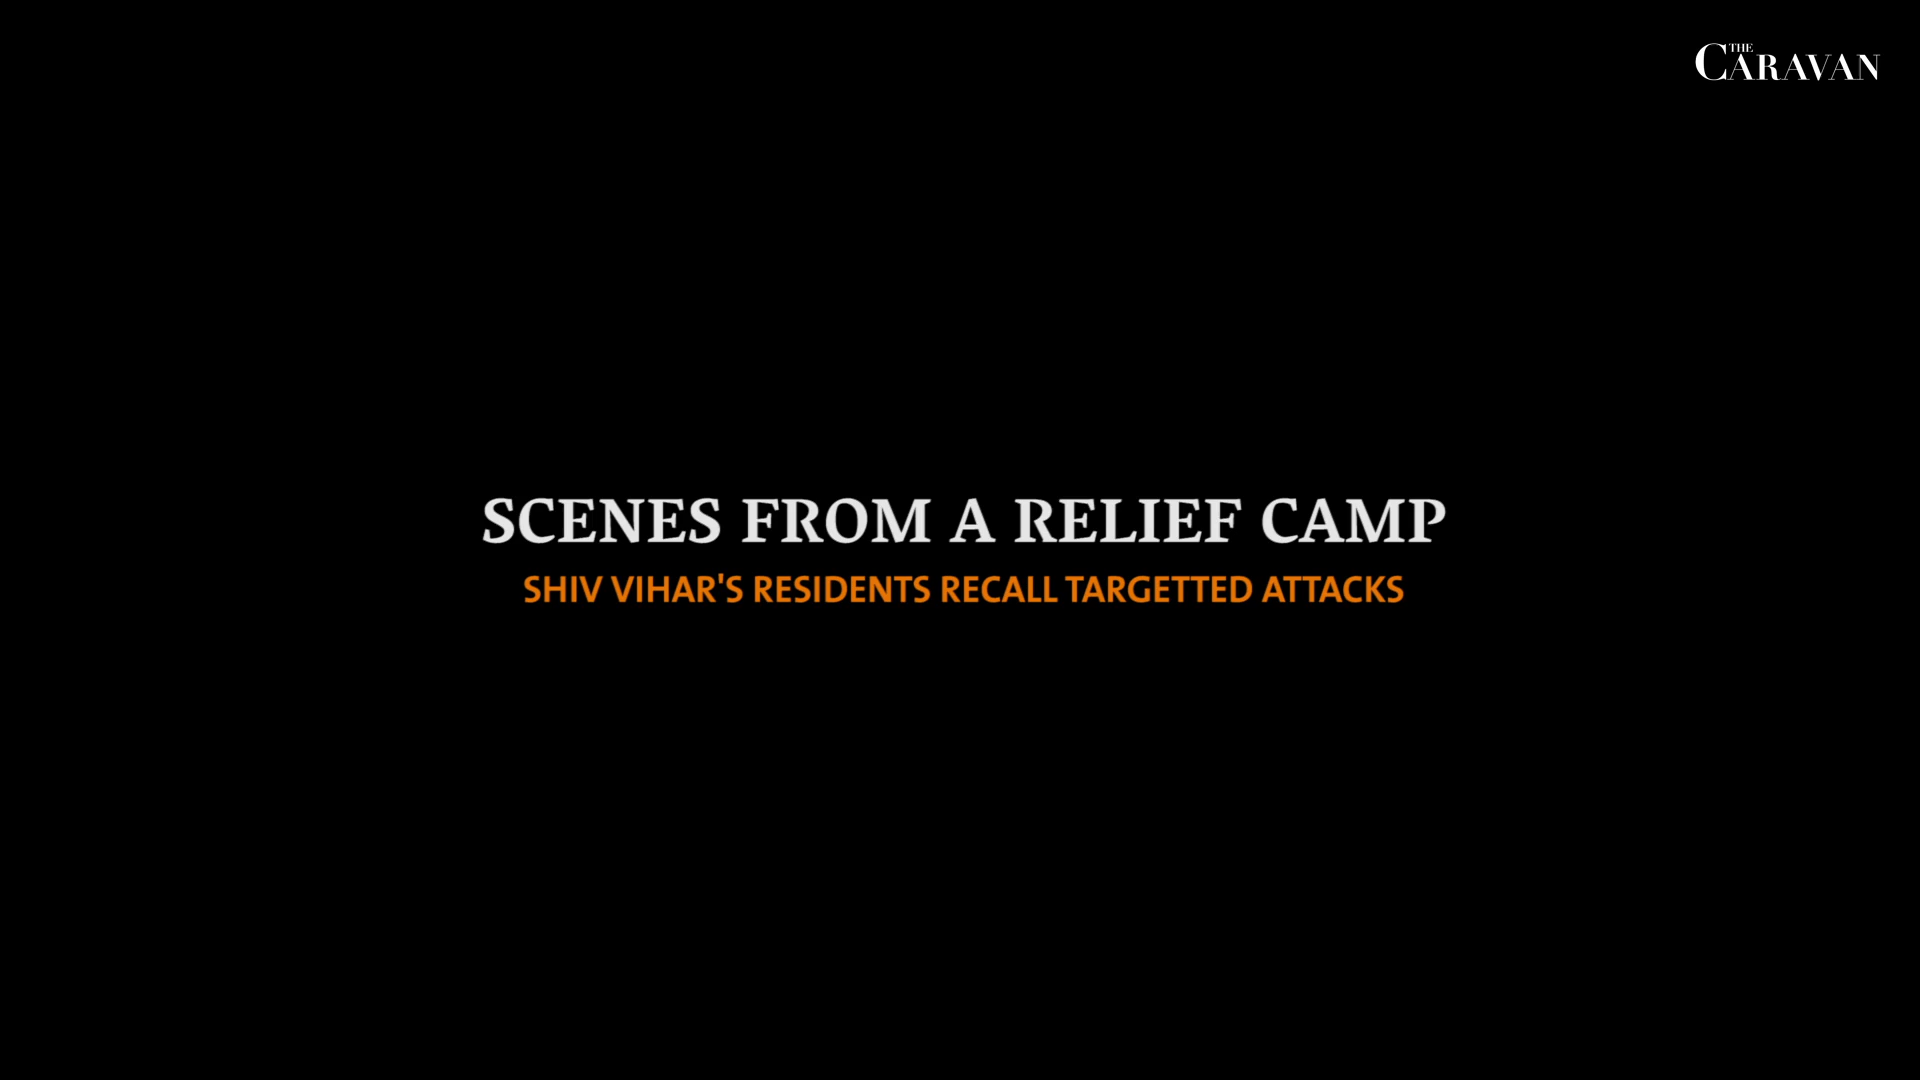 THE CARAVAN
SCENES FROM A RELIEF CAMP
SHIV VIHAR'S RESIDENTS RECALL TARGETTED ATTACKS